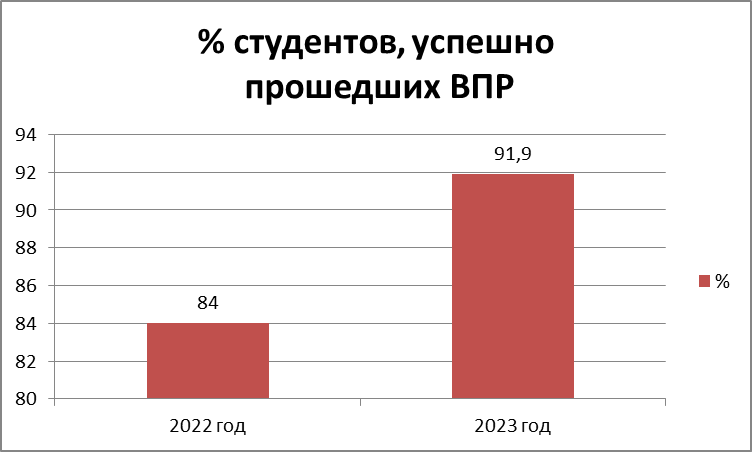 % студентов, успешно
прошедших ВПР
94
92
90
88
86
84
82
80
84
91,9
2022 год
2023 год
%